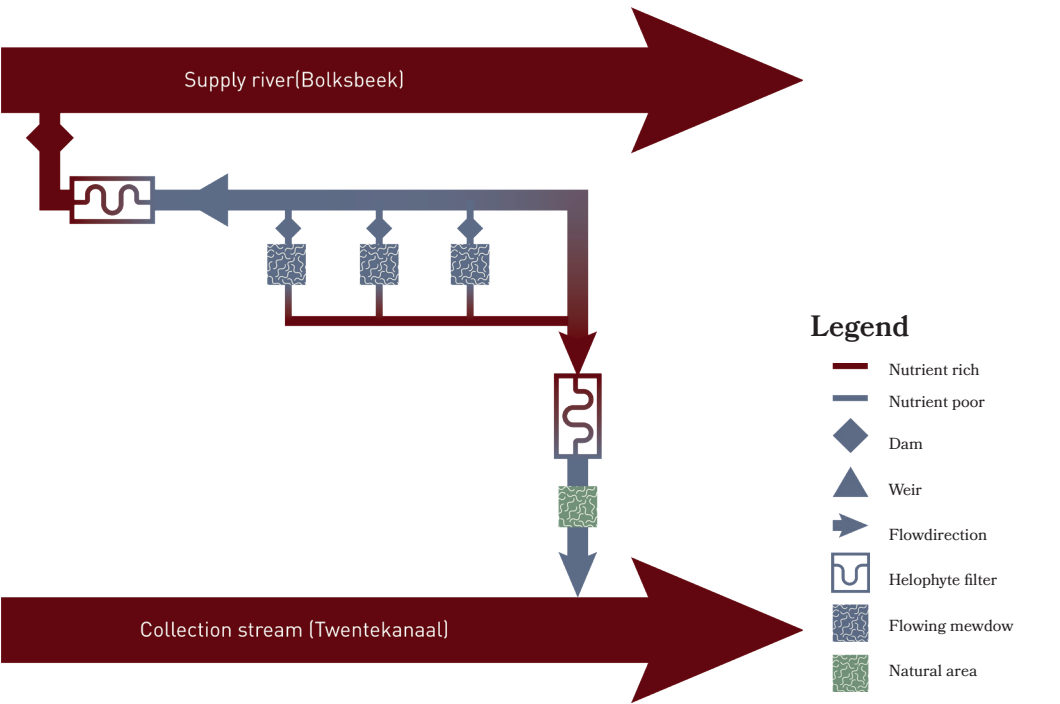 Supply river(Bolksbeek)
Legend
Nutrient rich
Nutrient poor
Dam
Weir
Flowdirection
Helophyte filter
Flowing mewdow
Natural area
Collection stream (Twentekanaal)